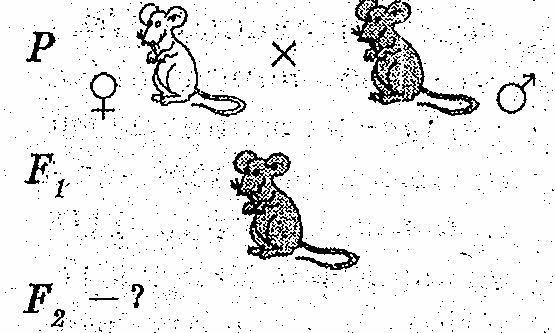 P ♀ × ♂
F₁
F₂ — ?